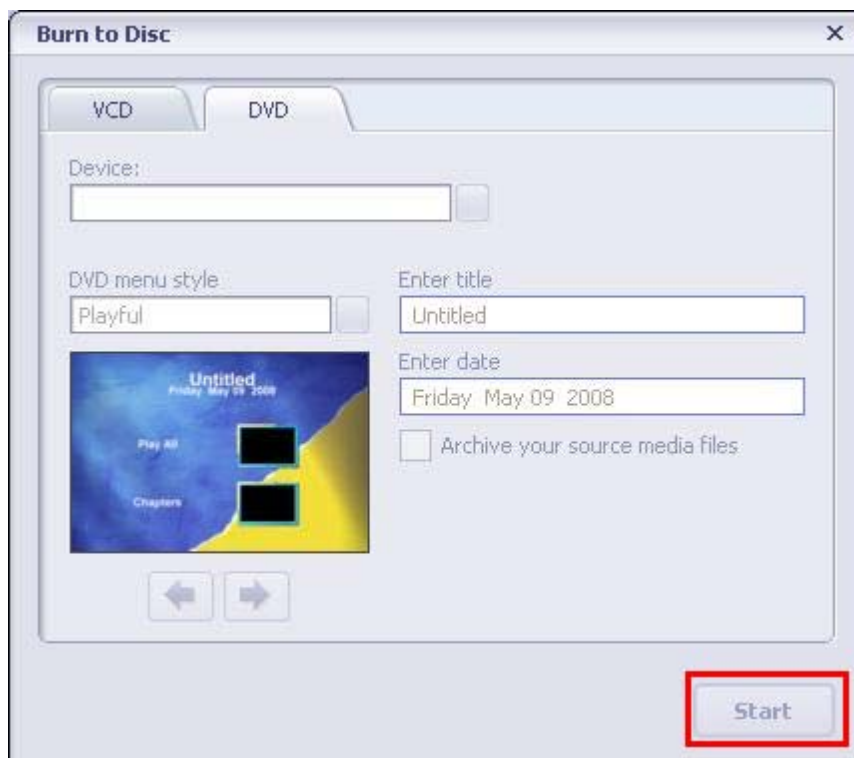 Burn to Disc
VCD
DVD
Device:
DVD menu style
Playful
Enter title
Untitled
Enter date
Friday May 09 2008
Archive your source media files
Untitled
Friday May 09 2008
Play All
Chapters
Start